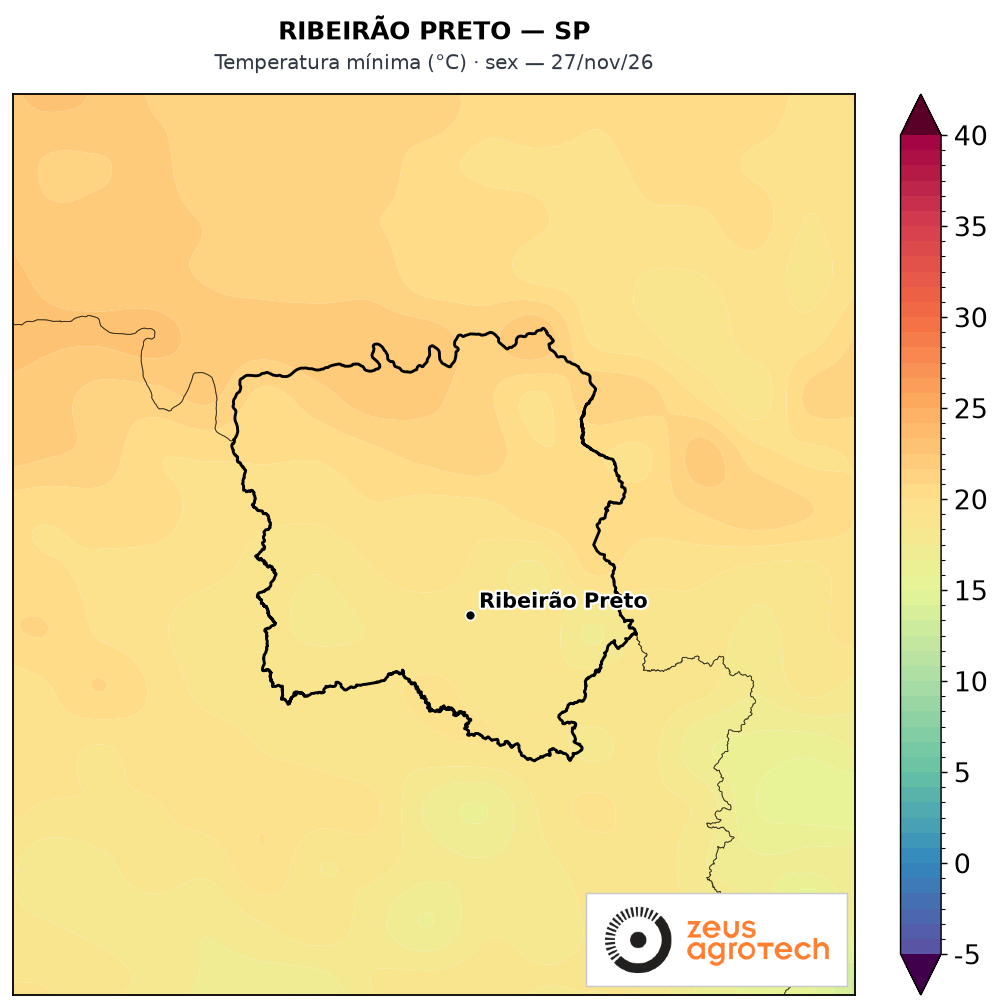 RIBEIRÃO PRETO — SP
Temperatura mínima (°C) · sex — 27/nov/26
40
35
30
25
20
15
10
5
0
-5
Ribeirão Preto
zeus
agrotech